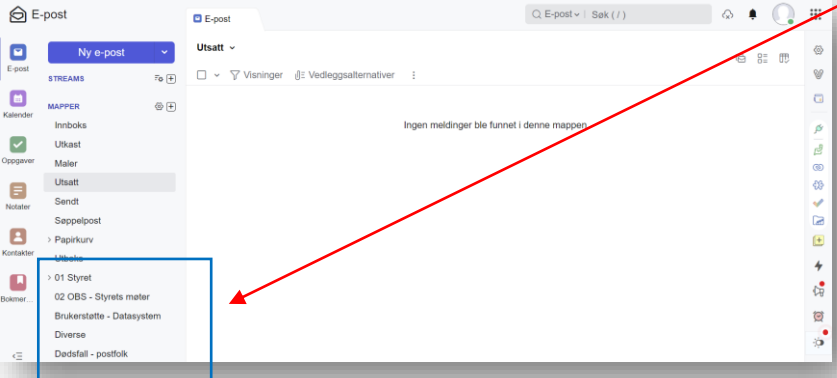 E-post
E-post
E-post
Søk ( / )
E-post
Kalender
Oppgaver
Notater
Kontakter
Bokmer...
Ny e-post
STREAMS
MAPPER
Innboks
Utkast
Maler
Utsatt
Sendt
Søppelpost
Papirkurv
Utboks
01 Styret
02 OBS - Styrets møter
Brukerstøtte - Datasystem
Diverse
Dødsfall - postfolk
Utsatt
Visninger
Vedleggsalternativer
Ingen meldinger ble funnet i denne mappen